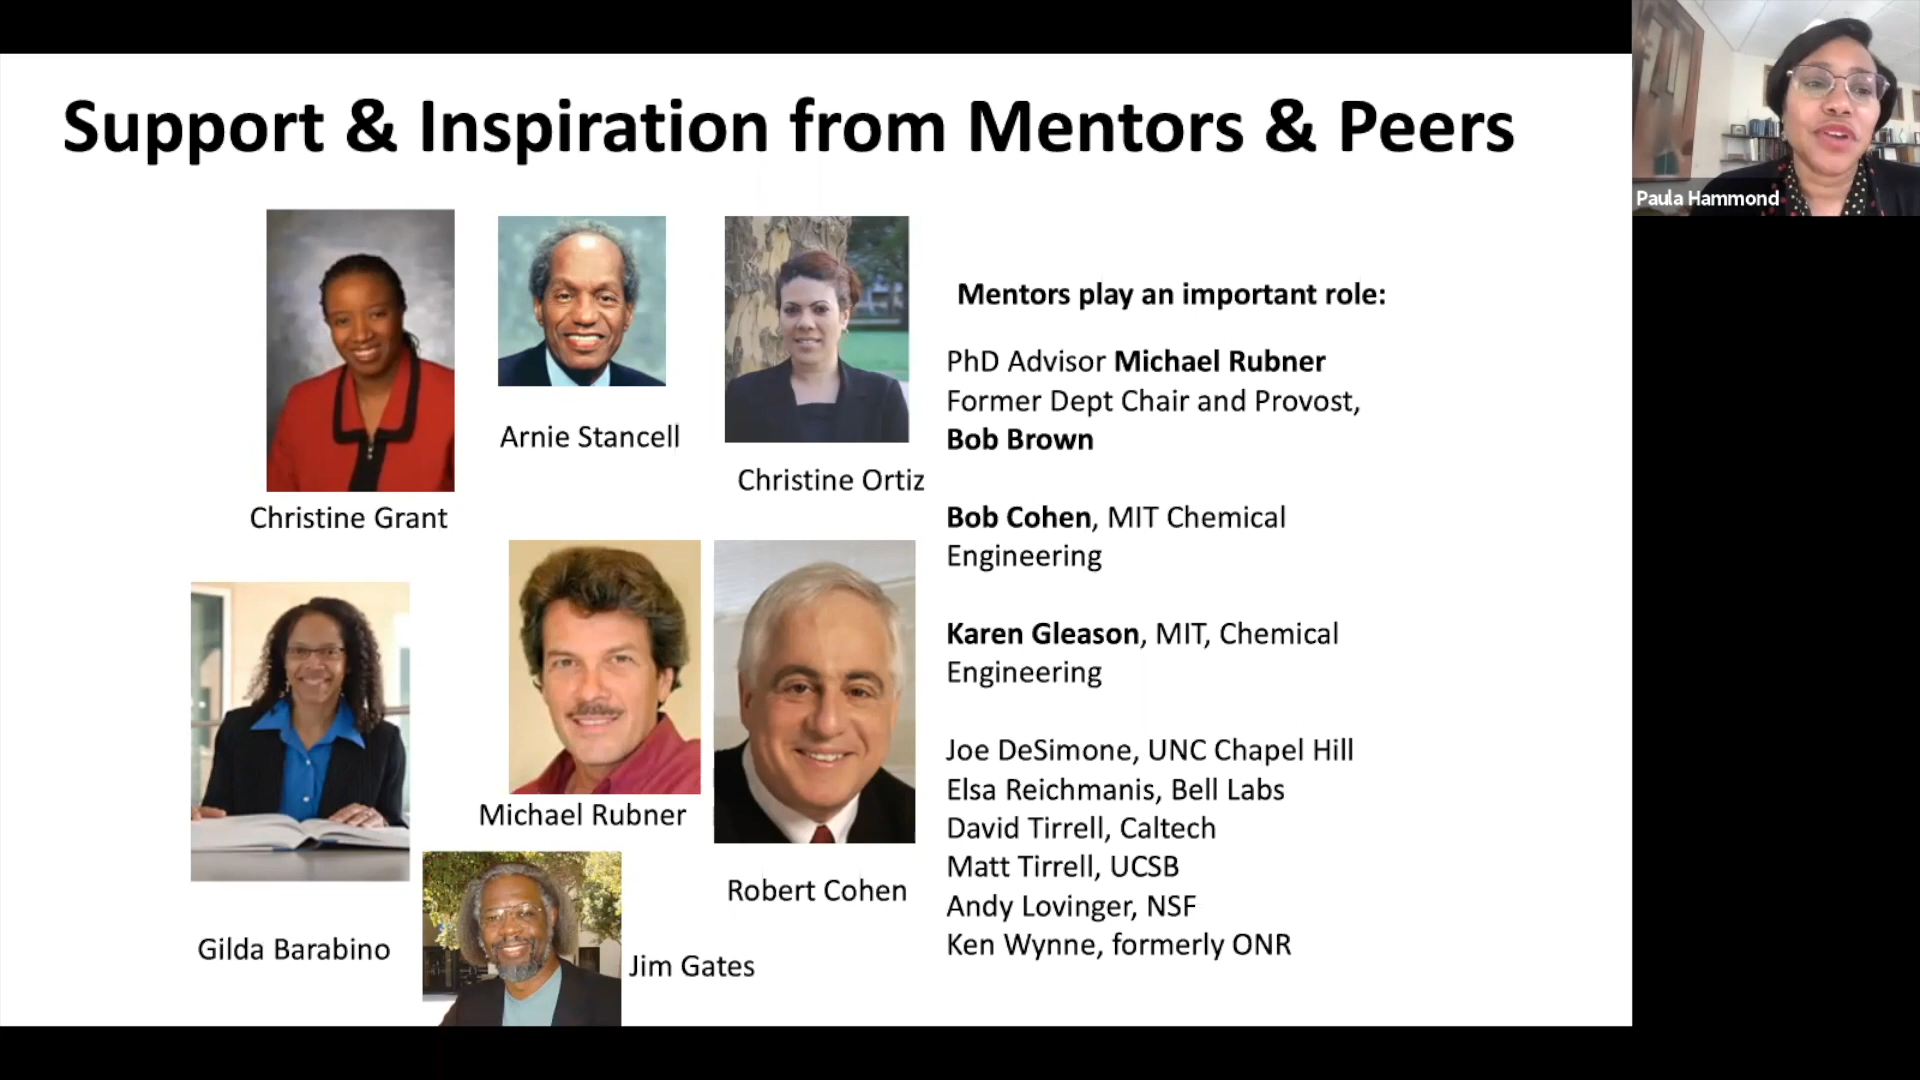 Support & Inspiration from Mentors & Peers
Paula Hammond
Christine Grant
Arnie Stancell
Christine Ortiz
Gilda Barabino
Michael Rubner
Robert Cohen
Jim Gates
Mentors play an important role:
PhD Advisor Michael Rubner
Former Dept Chair and Provost,
Bob Brown
Bob Cohen, MIT Chemical
Engineering
Karen Gleason, MIT, Chemical
Engineering
Joe DeSimone, UNC Chapel Hill
Elsa Reichmanis, Bell Labs
David Tirrell, Caltech
Matt Tirrell, UCSB
Andy Lovinger, NSF
Ken Wynne, formerly ONR